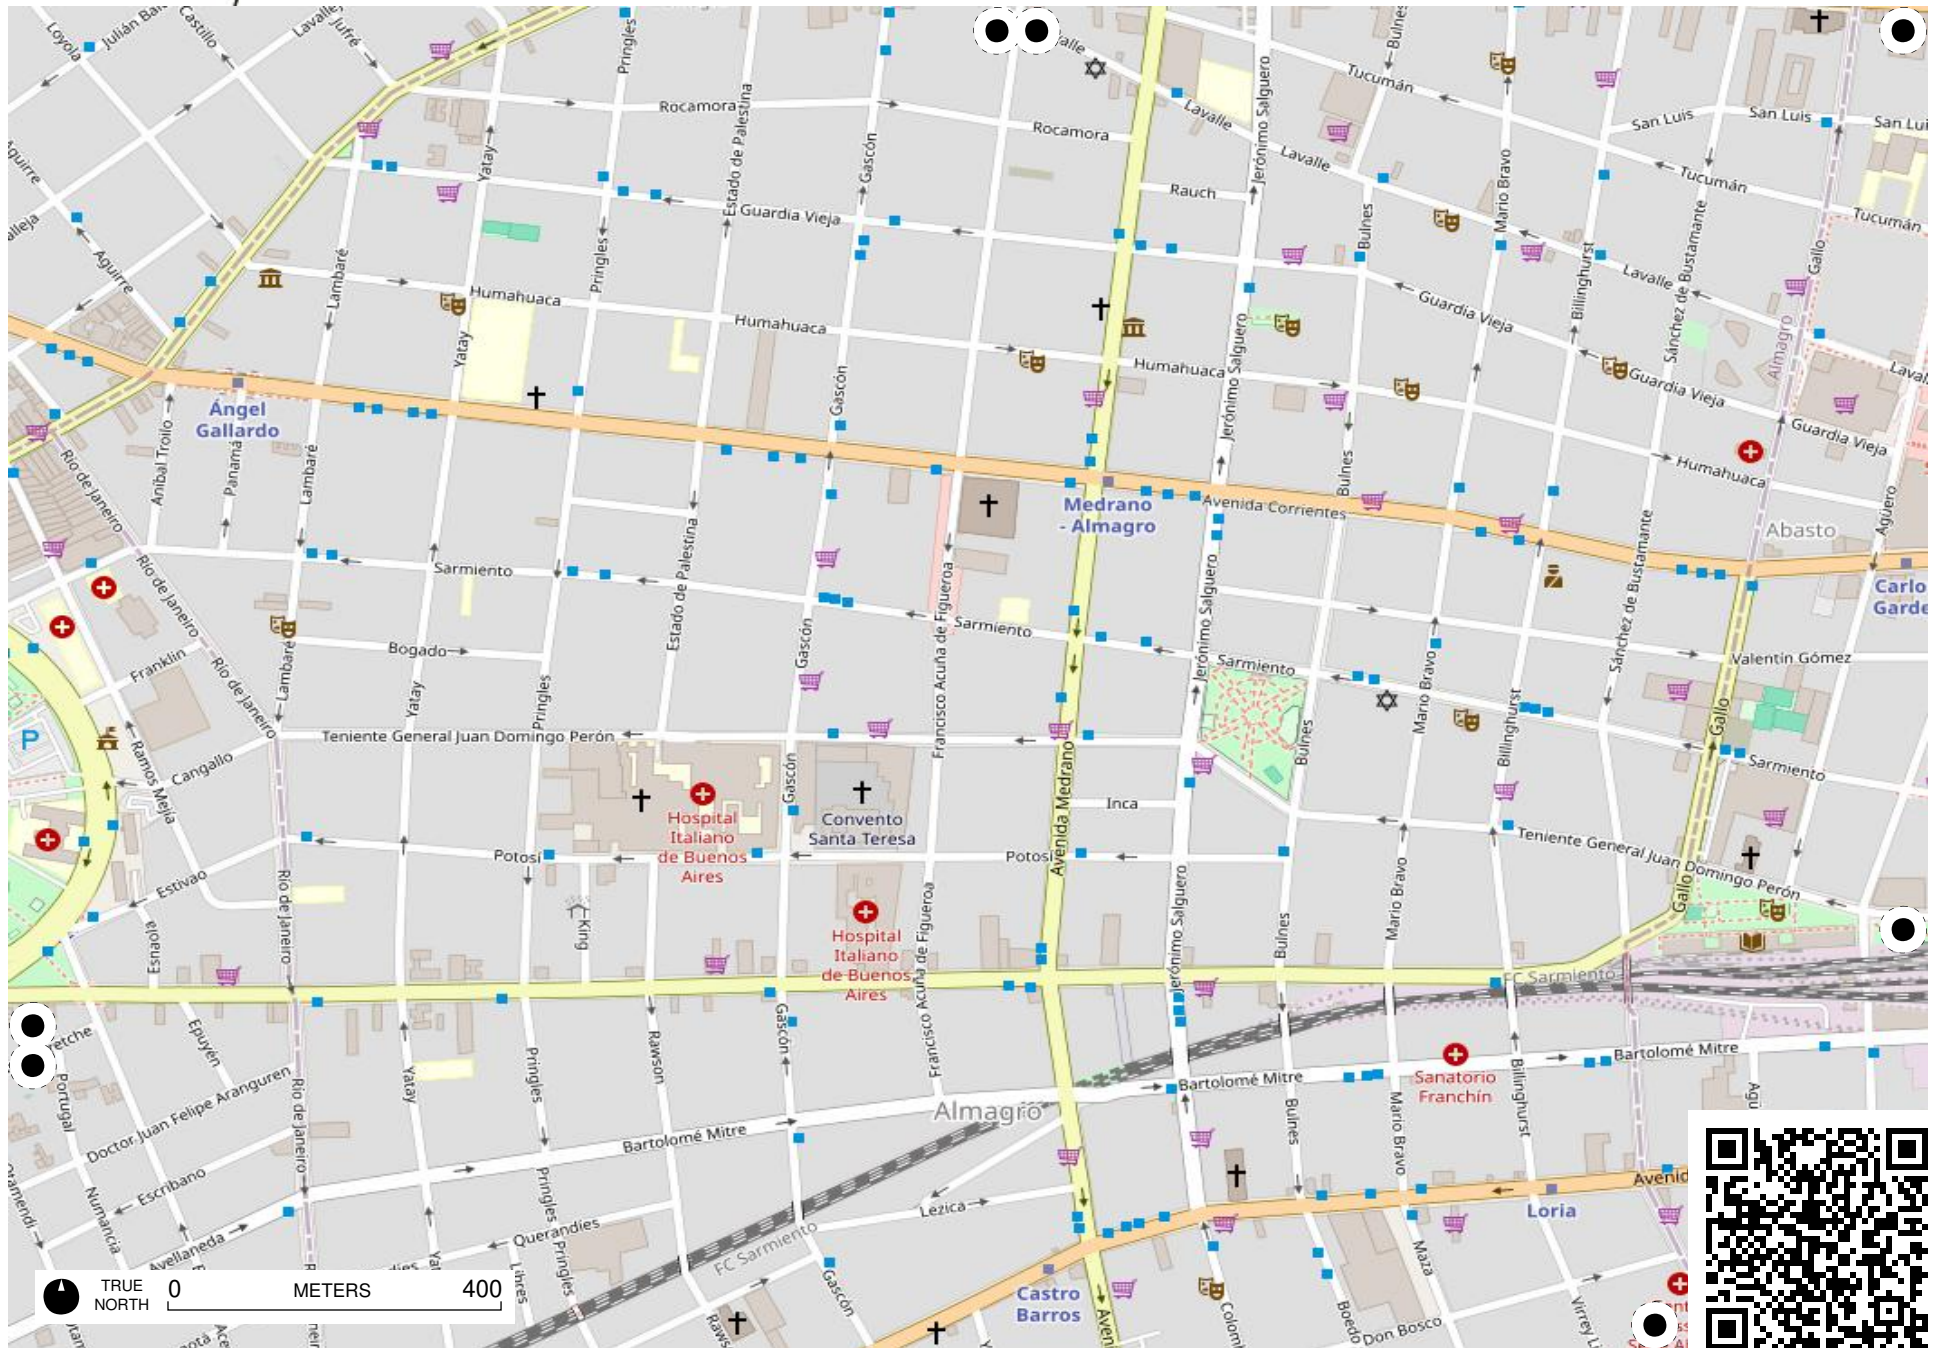 Loyola
Castillo
Lavalle
Jufré
Pringles
Rocamora
Estado de Palestina
Yatay
Gascón
Rocamora
Lavalle
Jerónimo Salguero
Bulnes
Tucumán
San Luis
San Luis
Lavalle
Rauch
Tucumán
Tucumán
Mario Bravo
Gallo
Aguirre
Lambaré
Pringles
Guardia Vieja
Bulnes
Billinghurst
Sánchez de Bustamante
Lavalle
Humahuaca
Humahuaca
Humahuaca
Guardia Vieja
Guardia Vieja
Guardia Vieja
Humahuaca
Almagro
Yatay
Gascón
Jerónimo Salguero
Ángel
Gallardo
Aníbal Troilo
Panamá
Lambaré
Río de Janeiro
Medrano
- Almagro
Avenida Corrientes
Bulnes
Abasto
Agüero
Río de Janeiro
Sarmiento
Estado de Palestina
Francisco Acuña de Figueroa
Sarmiento
Jerónimo Salguero
Sarmiento
Sánchez de Bustamante
Valentín Gómez
Franklin
Río de Janeiro
Lambaré
Bogado
Yatay
Pringles
Gascón
Mario Bravo
Billinghurst
Gallo
Sarmiento
P
Ramos Mejía
Cangallo
Teniente General Juan Domingo Perón
Gascón
Avenida Medrano
Bulnes
Inca
Hospital
Italiano
de Buenos
Aires
Convento
Santa Teresa
Potosí
Potosí
Teniente General Juan Domingo Perón
Estivao
Esnaola
Río de Janeiro
King
Hospital
Italiano
de Buenos
Aires
Francisco Acuña de Figueroa
Jerónimo Salguero
Bulnes
Mario Bravo
Gallo
FC Sarmiento
Epuyén
Portugal
Doctor Juan Felipe Aranguren
Río de Janeiro
Yatay
Pringles
Rawson
Gascón
Almagro
Bartolomé Mitre
Bartolomé Mitre
Bartolomé Mitre
Sanatorio
Franchín
Bulnes
Mario Bravo
Billinghurst
Escribano
Numancia
Bartolomé Mitre
Pringles
Pringles
Avellaneda
Querandíes
Lezica
FC Sarmiento
Gascón
Castro
Barros
Loria
Maza
Boedo
Don Bosco
TRUE
NORTH
0 METERS 400